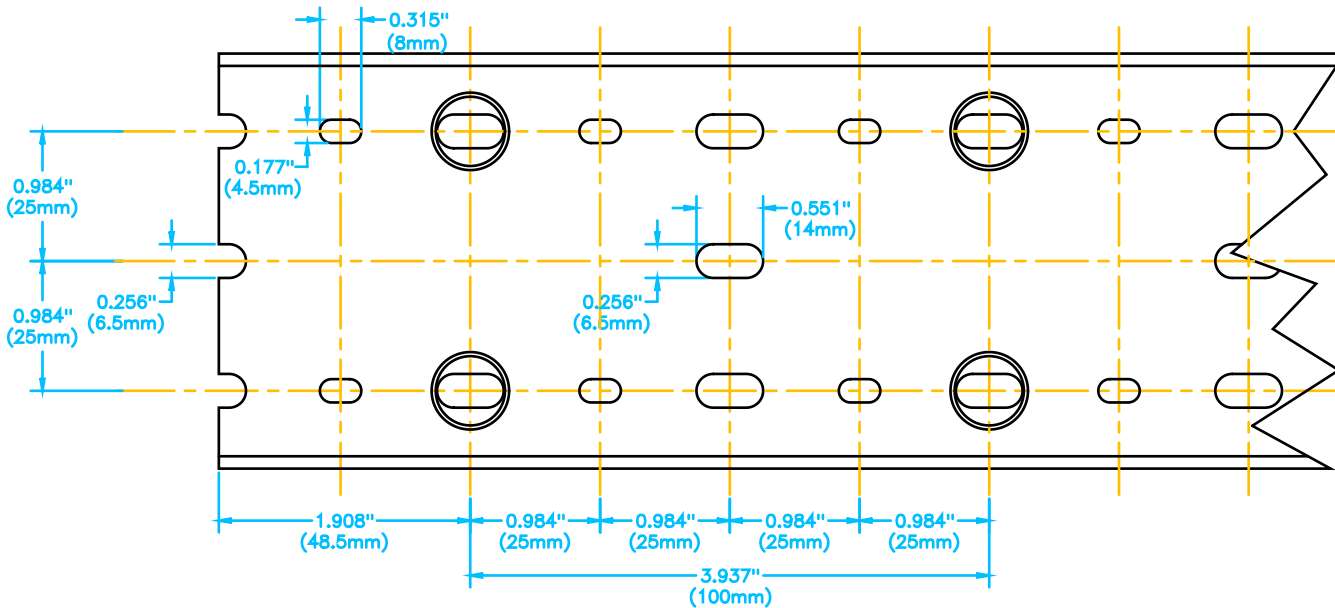 0.315"
(8mm)
0.177"
(4.5mm)
0.984"
(25mm)
0.551"
(14mm)
0.256"
(6.5mm)
0.256"
(6.5mm)
0.984"
(25mm)
1.908"
(48.5mm)
0.984"
(25mm)
0.984"
(25mm)
0.984"
(25mm)
0.984"
(25mm)
3.937"
(100mm)